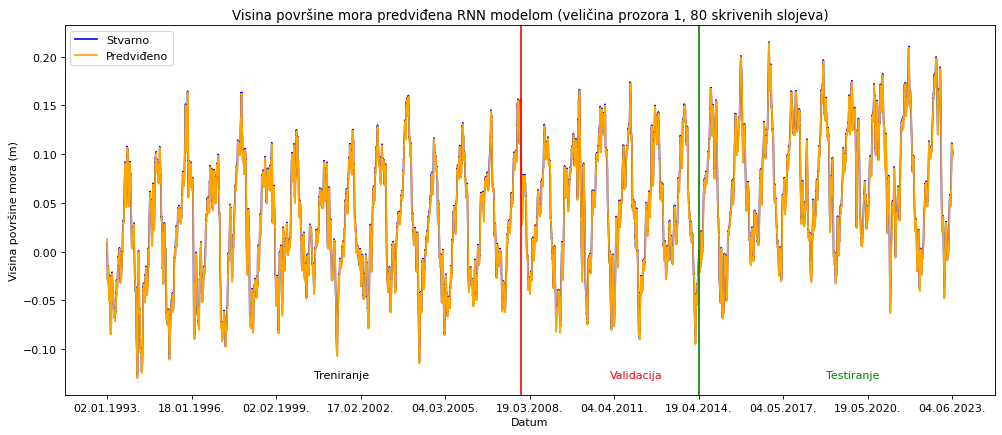 Visina površine mora predviđena RNN modelom (veličina prozora 1, 80 skrivenih slojeva)
Stvarno
Predviđeno
Visina površine mora (m)
0.20
0.15
0.10
0.05
0.00
−0.05
−0.10
Treniranje
Validacija
Testiranje
02.01.1993.
18.01.1996.
02.02.1999.
17.02.2002.
04.03.2005.
19.03.2008.
04.04.2011.
19.04.2014.
04.05.2017.
19.05.2020.
04.06.2023.
Datum